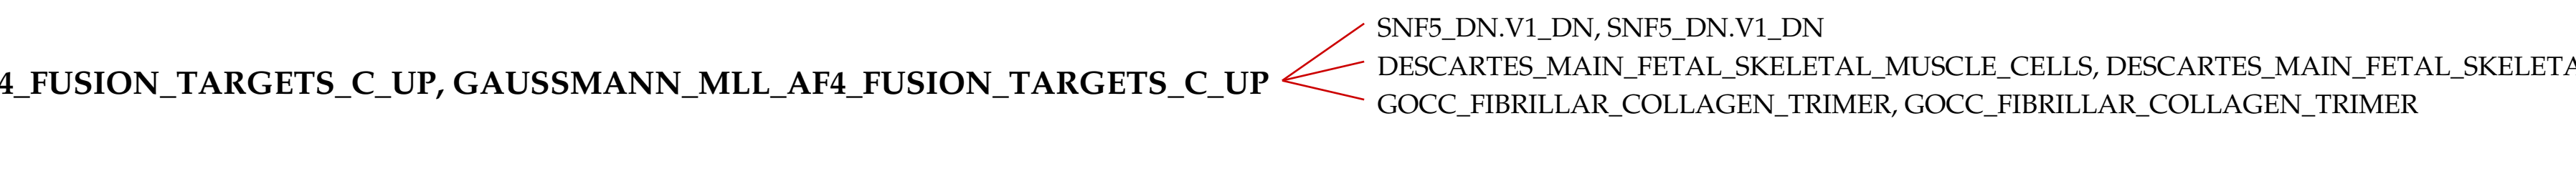 4_FUSION_TARGETS_C_UP, GAUSSMANN_MLL_AF4_FUSION_TARGETS_C_UP
SNF5_DN.V1_DN, SNF5_DN.V1_DN
DESCARTES_MAIN_FETAL_SKELETAL_MUSCLE_CELLS, DESCARTES_MAIN_FETAL_SKELETA
GOCC_FIBRILLAR_COLLAGEN_TRIMER, GOCC_FIBRILLAR_COLLAGEN_TRIMER